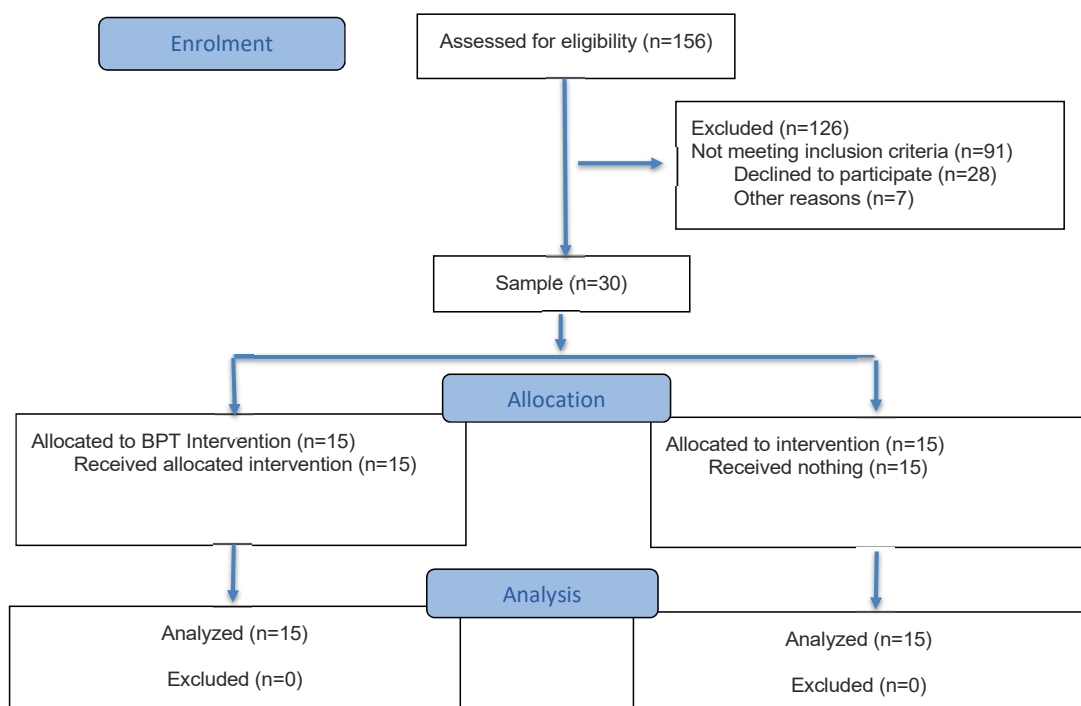 Enrolment
Assessed for eligibility (n=156)
Excluded (n=126)
Not meeting inclusion criteria (n=91)
Declined to participate (n=28)
Other reasons (n=7)
Sample (n=30)
Allocation
Allocated to BPT Intervention (n=15)
Received allocated intervention (n=15)
Allocated to intervention (n=15)
Received nothing (n=15)
Analysis
Analyzed (n=15)
Excluded (n=0)
Analyzed (n=15)
Excluded (n=0)